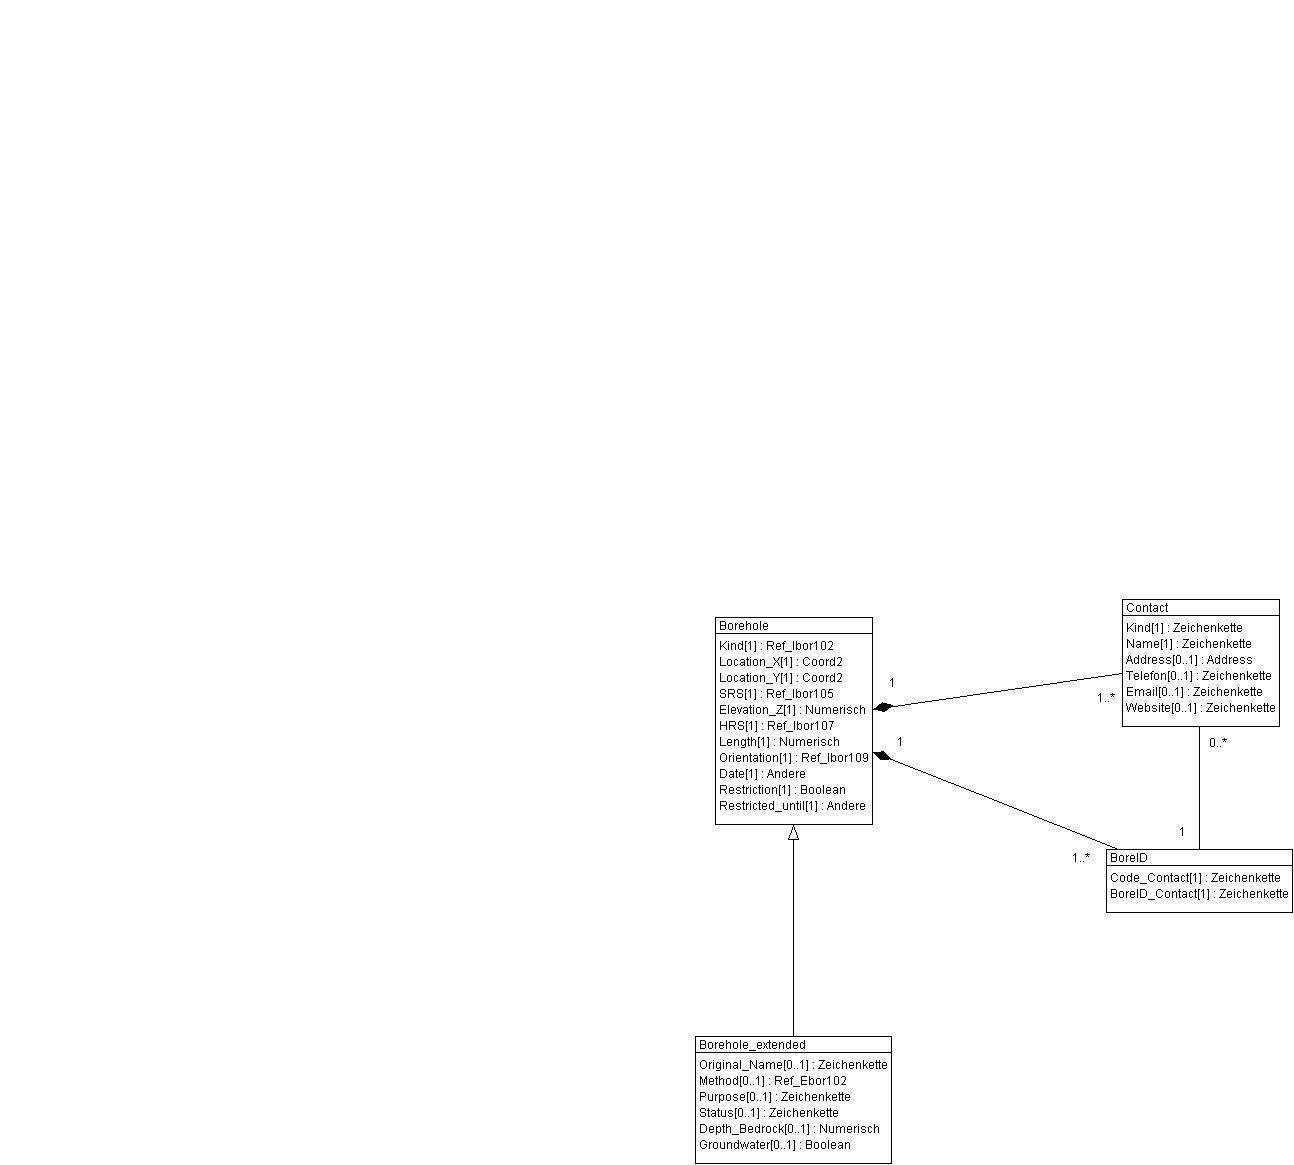 Borehole
Kind[1] : Ref_Ibor102
Location_X[1] : Coord2
Location_Y[1] : Coord2
SRS[1] : Ref_Ibor105
Elevation_Z[1] : Numerisch
HRS[1] : Ref_Ibor107
Length[1] : Numerisch
Orientation[1] : Ref_Ibor109
Date[1] : Andere
Restriction[1] : Boolean
Restricted_until[1] : Andere
1
1..*
1
1..*
Contact
Kind[1] : Zeichenkette
Name[1] : Zeichenkette
Address[0..1] : Address
Telefon[0..1] : Zeichenkette
Email[0..1] : Zeichenkette
Website[0..1] : Zeichenkette
0..*
1
BoreID
Code_Contact[1] : Zeichenkette
BoreID_Contact[1] : Zeichenkette
Borehole_extended
Original_Name[0..1] : Zeichenkette
Method[0..1] : Ref_Ebor102
Purpose[0..1] : Zeichenkette
Status[0..1] : Zeichenkette
Depth_Bedrock[0..1] : Numerisch
Groundwater[0..1] : Boolean